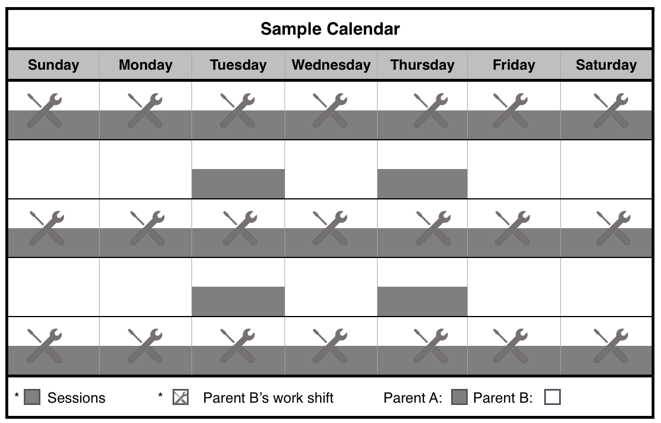 Sample Calendar
Sunday Monday Tuesday Wednesday Thursday Friday Saturday
* Sessions * Parent B's work shift Parent A: Parent B: